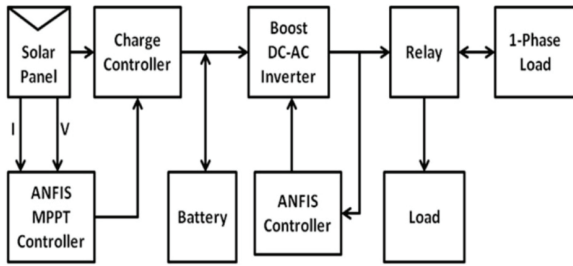 Solar
Panel
Charge
Controller
Boost
DC-AC
Inverter
Relay
1-Phase
Load
I
V
ANFIS
MPPT
Controller
Battery
ANFIS
Controller
Load